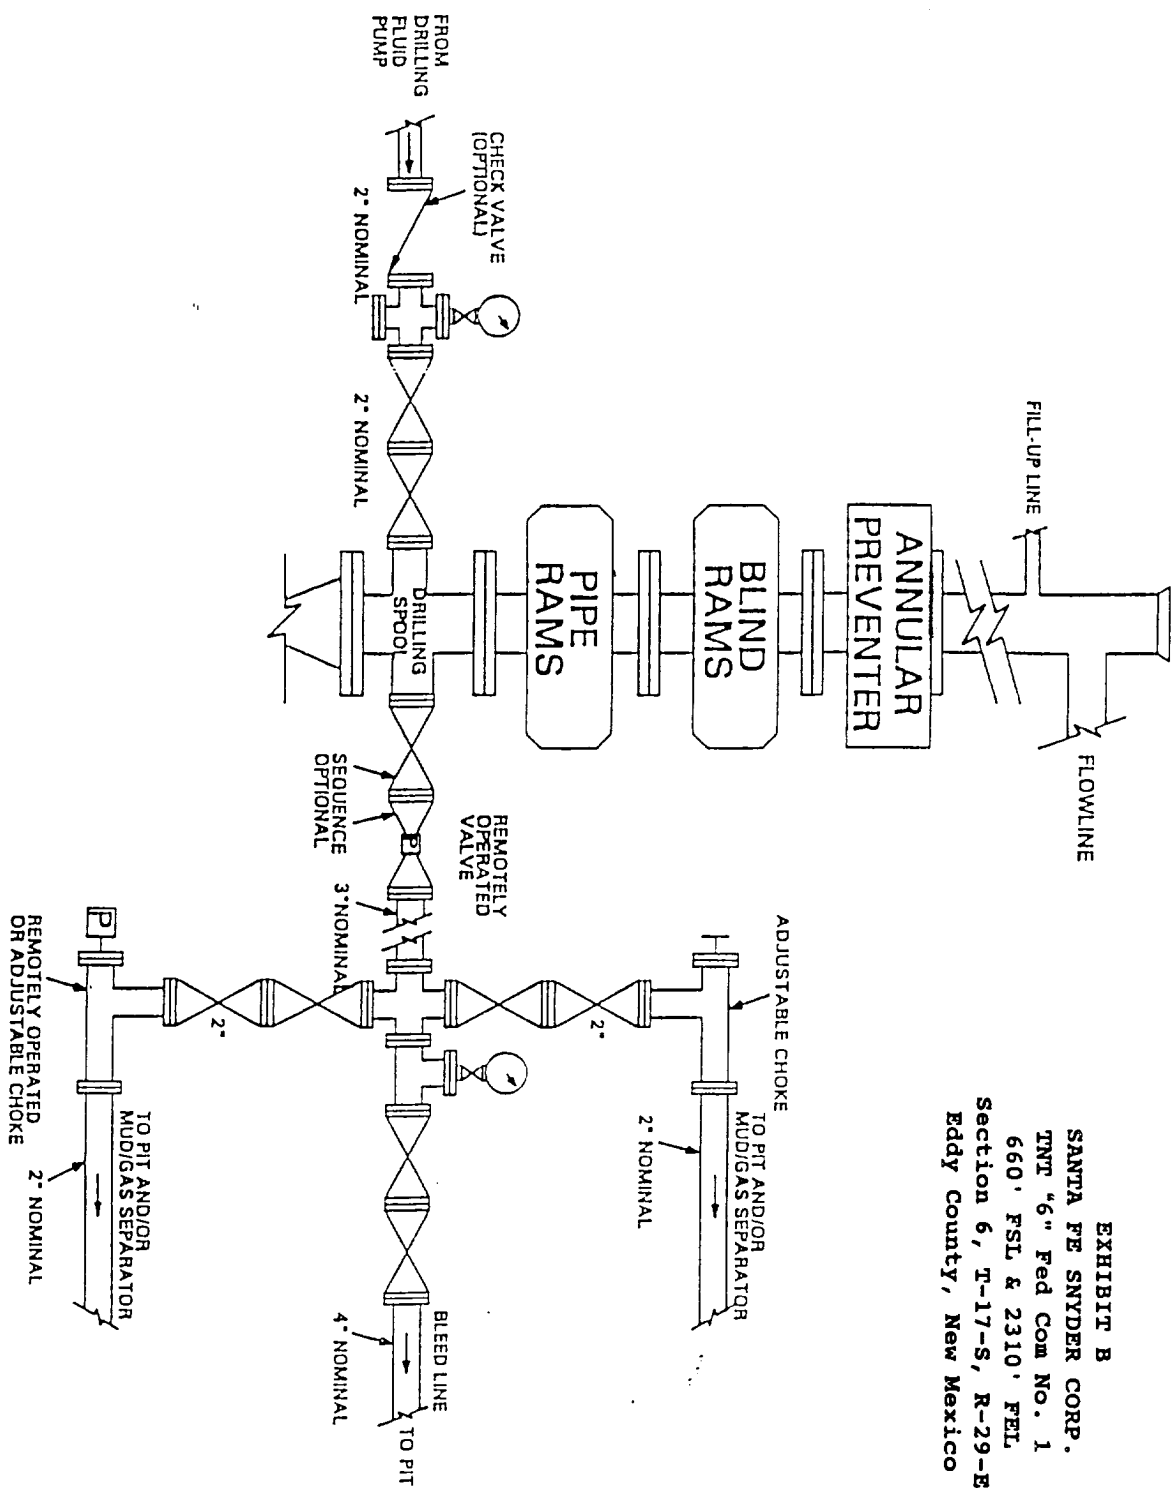 EXHIBIT B
SANTA FE SNYDER CORP.
TNT "6" Fed Com No. 1
660' FSL & 2310' FEL
Section 6, T-17-S, R-29-E
Eddy County, New Mexico
FILL-UP LINE
FLOWLINE
ANNULAR
PREVENTER
BLIND
RAMS
PIPE
RAMS
DRILLING
SPOOL
FROM
DRILLING
FLUID
PUMP
CHECK VALVE
(OPTIONAL)
2" NOMINAL
2" NOMINAL
SEQUENCE
OPTIONAL
REMOTELY
OPERATED
VALVE
P
3" NOMINAL
ADJUSTABLE CHOKE
2"
TO PIT AND/OR
MUD/GAS SEPARATOR
2" NOMINAL
BLEED LINE
4" NOMINAL
TO PIT
2"
P
REMOTELY OPERATED
OR ADJUSTABLE CHOKE
TO PIT AND/OR
MUD/GAS SEPARATOR
2" NOMINAL